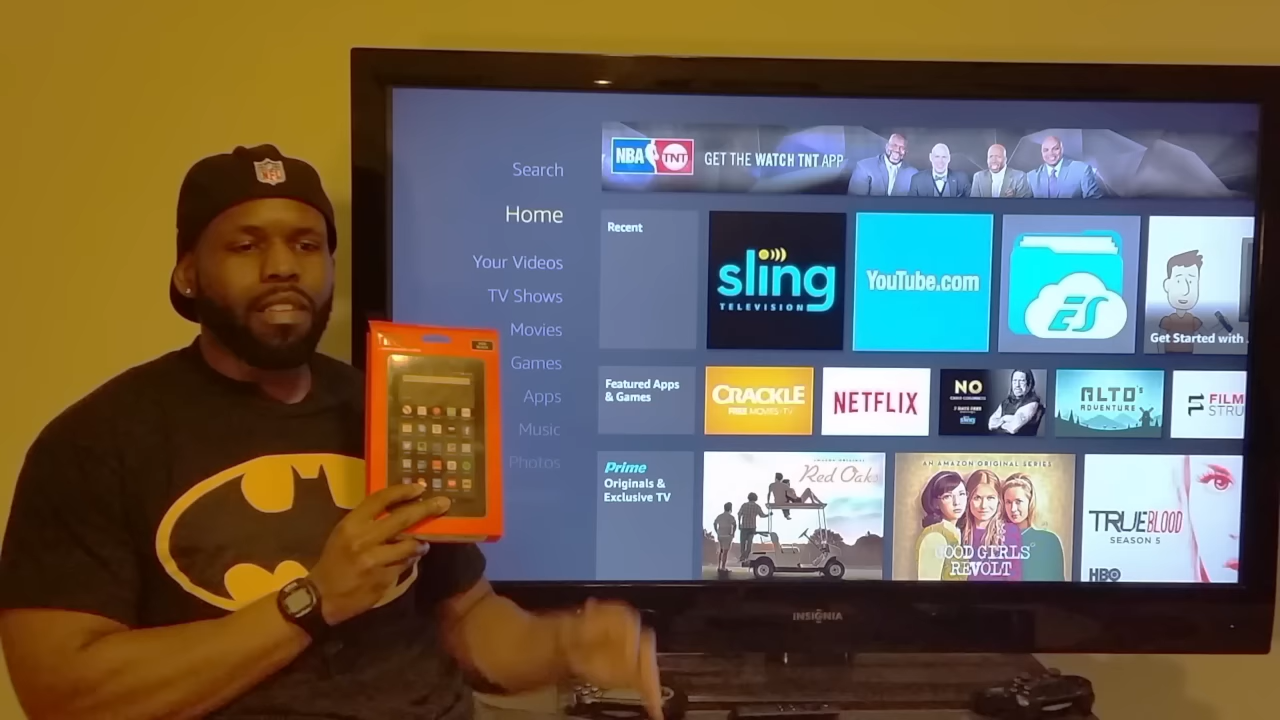 NFL
Search
Home
Your Videos
TV Shows
Movies
Games
Apps
Music
Photos
NBA TNT
GET THE WATCH TNT APP
Recent
sling
TELEVISION
YouTube.com
ES
Get Started with
Featured Apps
& Games
CRACKLE
FREE MOVIES + TV
NETFLIX
NO
sling
ALTO'S
ADVENTURE
FILM
STRU
Prime
Originals &
Exclusive TV
Red Oaks
AN AMAZON ORIGINAL SERIES
GOOD GIRLS
REVOLT
TRUEBLOOD
SEASON 5
HBO
INSIGNIA